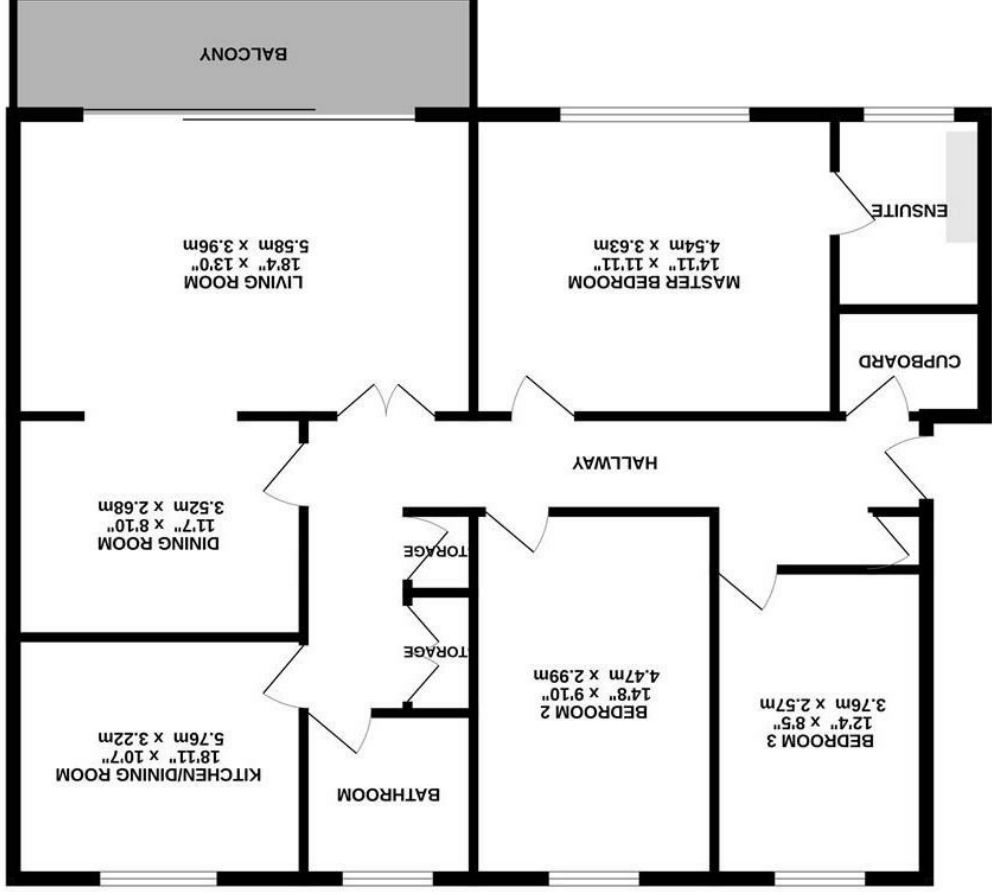 BEDROOM 3
12'4" x 8'5"
3.76m x 2.57m
BEDROOM 2
14'8" x 9'10"
4.47m x 2.99m
BATHROOM
KITCHEN/DINING ROOM
18'11" x 10'7"
5.76m x 3.22m
STORAGE
STORAGE
DINING ROOM
11'7" x 8'10"
3.52m x 2.68m
HALLWAY
CUPBOARD
ENSUITE
MASTER BEDROOM
14'11" x 11'11"
4.54m x 3.63m
LIVING ROOM
18'4" x 13'0"
5.58m x 3.96m
BALCONY